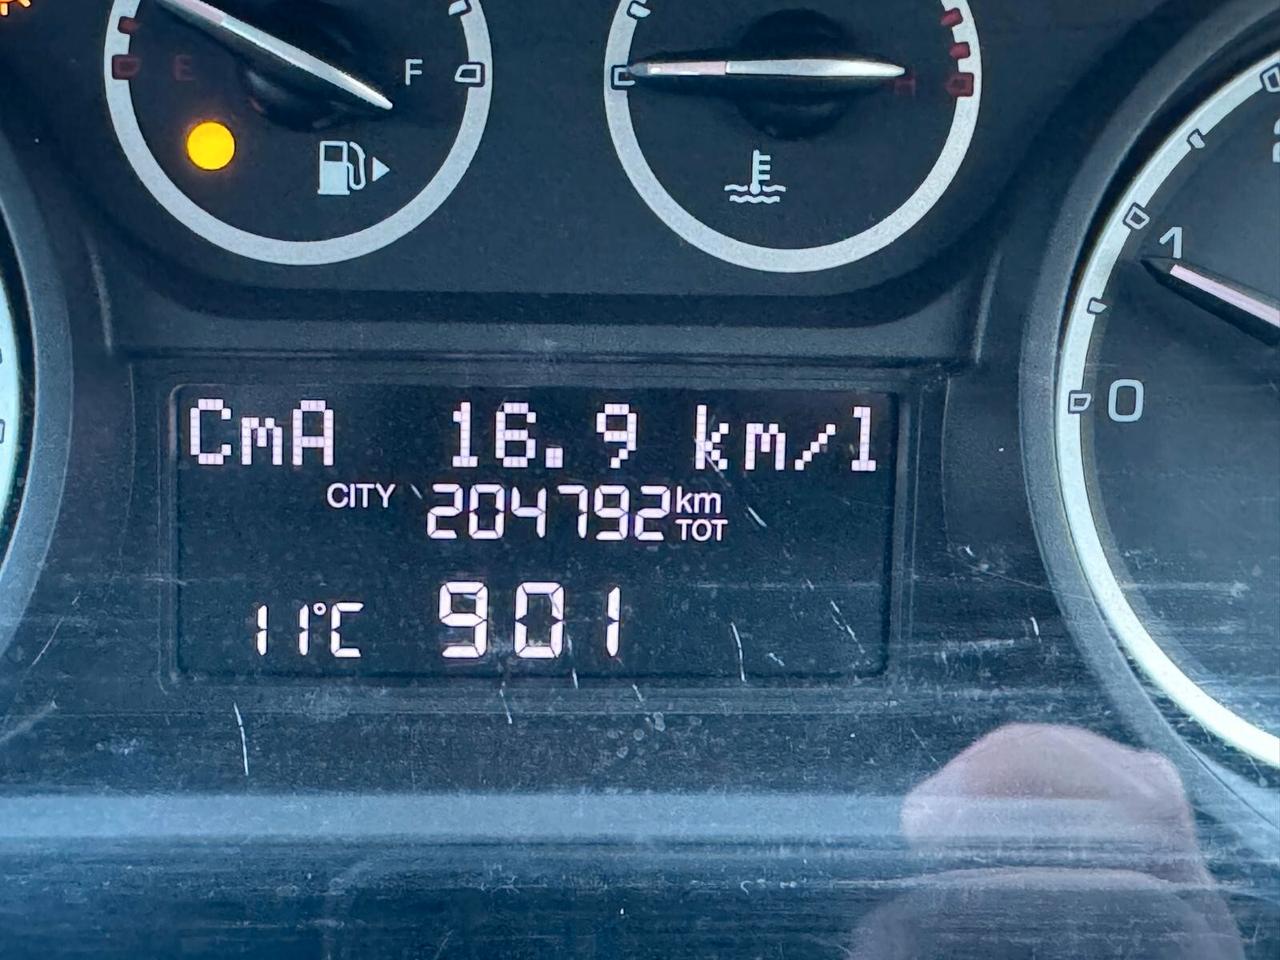 E F
H
1
0
CmA 16.9 km/l
CITY 204792 km TOT
11°C 901